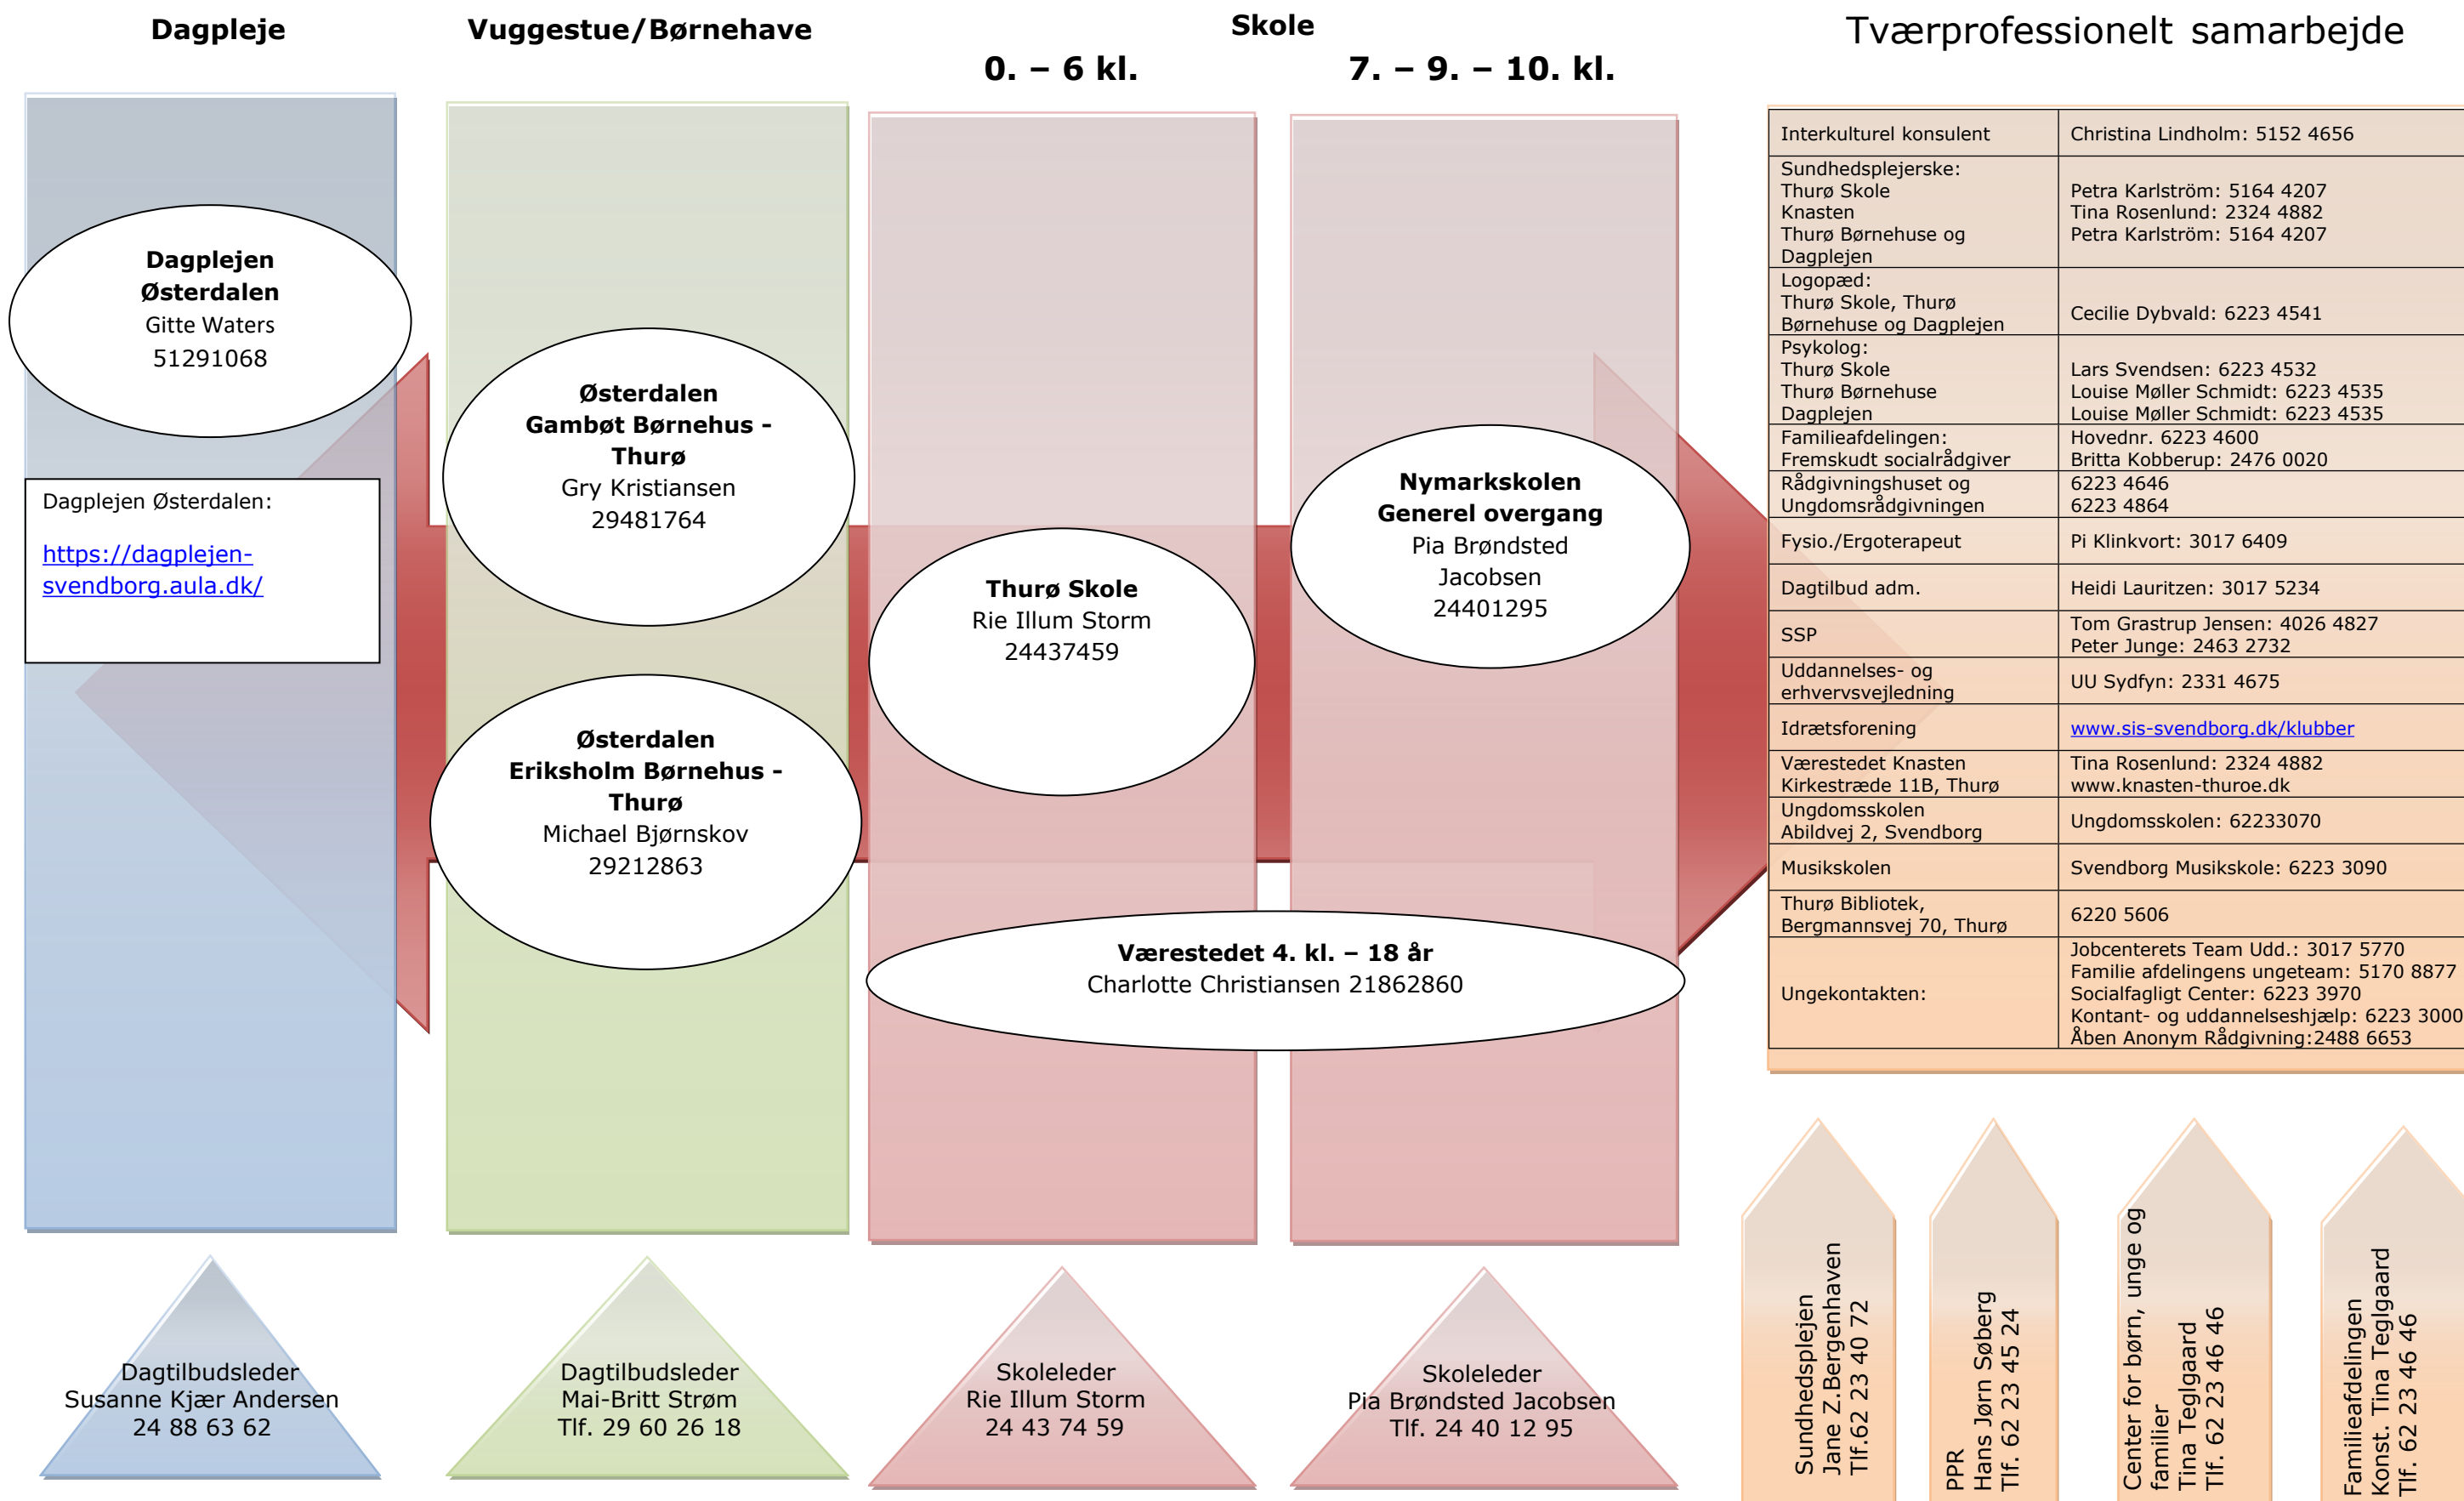 Dagpleje
Vuggestue/Børnehave
Skole
0. – 6 kl.
7. – 9. – 10. kl.
Tværprofessionelt samarbejde
Dagplejen
Østerdalen
Gitte Waters
51291068
Dagplejen Østerdalen:
https://dagplejen-
svendborg.aula.dk/
Østerdalen
Gambøt Børnehus -
Thurø
Gry Kristiansen
29481764
Østerdalen
Eriksholm Børnehus -
Thurø
Michael Bjørnskov
29212863
Thurø Skole
Rie Illum Storm
24437459
Nymarkskolen
Generel overgang
Pia Brøndsted
Jacobsen
24401295
Værestedet 4. kl. – 18 år
Charlotte Christiansen 21862860
Interkulturel konsulent
Christina Lindholm: 5152 4656
Sundhedsplejerske:
Thurø Skole
Knasten
Thurø Børnehuse og
Dagplejen
Petra Karlström: 5164 4207
Tina Rosenlund: 2324 4882
Petra Karlström: 5164 4207
Logopæd:
Thurø Skole, Thurø
Børnehuse og Dagplejen
Cecilie Dybvald: 6223 4541
Psykolog:
Thurø Skole
Thurø Børnehuse
Dagplejen
Lars Svendsen: 6223 4532
Louise Møller Schmidt: 6223 4535
Louise Møller Schmidt: 6223 4535
Familieafdelingen:
Fremskudt socialrådgiver
Hovednr. 6223 4600
Britta Kobberup: 2476 0020
Rådgivningshuset og
Ungdomsrådgivningen
6223 4646
6223 4864
Fysio./Ergoterapeut
Pi Klinkvort: 3017 6409
Dagtilbud adm.
Heidi Lauritzen: 3017 5234
SSP
Tom Grastrup Jensen: 4026 4827
Peter Junge: 2463 2732
Uddannelses- og
erhvervsvejledning
UU Sydfyn: 2331 4675
Idrætsforening
www.sis-svendborg.dk/klubber
Værestedet Knasten
Kirkestræde 11B, Thurø
Tina Rosenlund: 2324 4882
www.knasten-thuroe.dk
Ungdomsskolen
Abildvej 2, Svendborg
Ungdomsskolen: 62233070
Musikskolen
Svendborg Musikskole: 6223 3090
Thurø Bibliotek,
Bergmannsvej 70, Thurø
6220 5606
Ungekontakten:
Jobcenterets Team Udd.: 3017 5770
Familie afdelingens ungeteam: 5170 8877
Socialfagligt Center: 6223 3970
Kontant- og uddannelseshjælp: 6223 3000
Åben Anonym Rådgivning:2488 6653
Dagtilbudsleder
Susanne Kjær Andersen
24 88 63 62
Dagtilbudsleder
Mai-Britt Strøm
Tlf. 29 60 26 18
Skoleleder
Rie Illum Storm
24 43 74 59
Skoleleder
Pia Brøndsted Jacobsen
Tlf. 24 40 12 95
Sundhedsplejen
Jane Z.Bergenhaven
Tlf.62 23 40 72
PPR
Hans Jørn Søberg
Tlf. 62 23 45 24
Center for børn, unge og
familier
Tina Teglgaard
Tlf. 62 23 46 46
Familieafdelingen
Konst. Tina Teglgaard
Tlf. 62 23 46 46